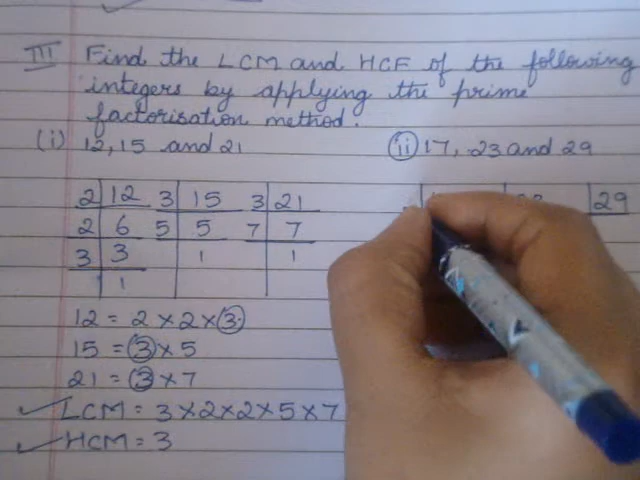 III Find the LCM and HCF of the following
integers by applying the prime
factorisation method.
(i) 12, 15 and 21
(ii) 17, 23 and 29
2 12 3 15 3 21
2 6 5 5 7 7
3 3 1 1
1
29
12 = 2 × 2 × 3
15 = 3 × 5
21 = 3 × 7
LCM = 3 × 2 × 2 × 5 × 7
HCM = 3